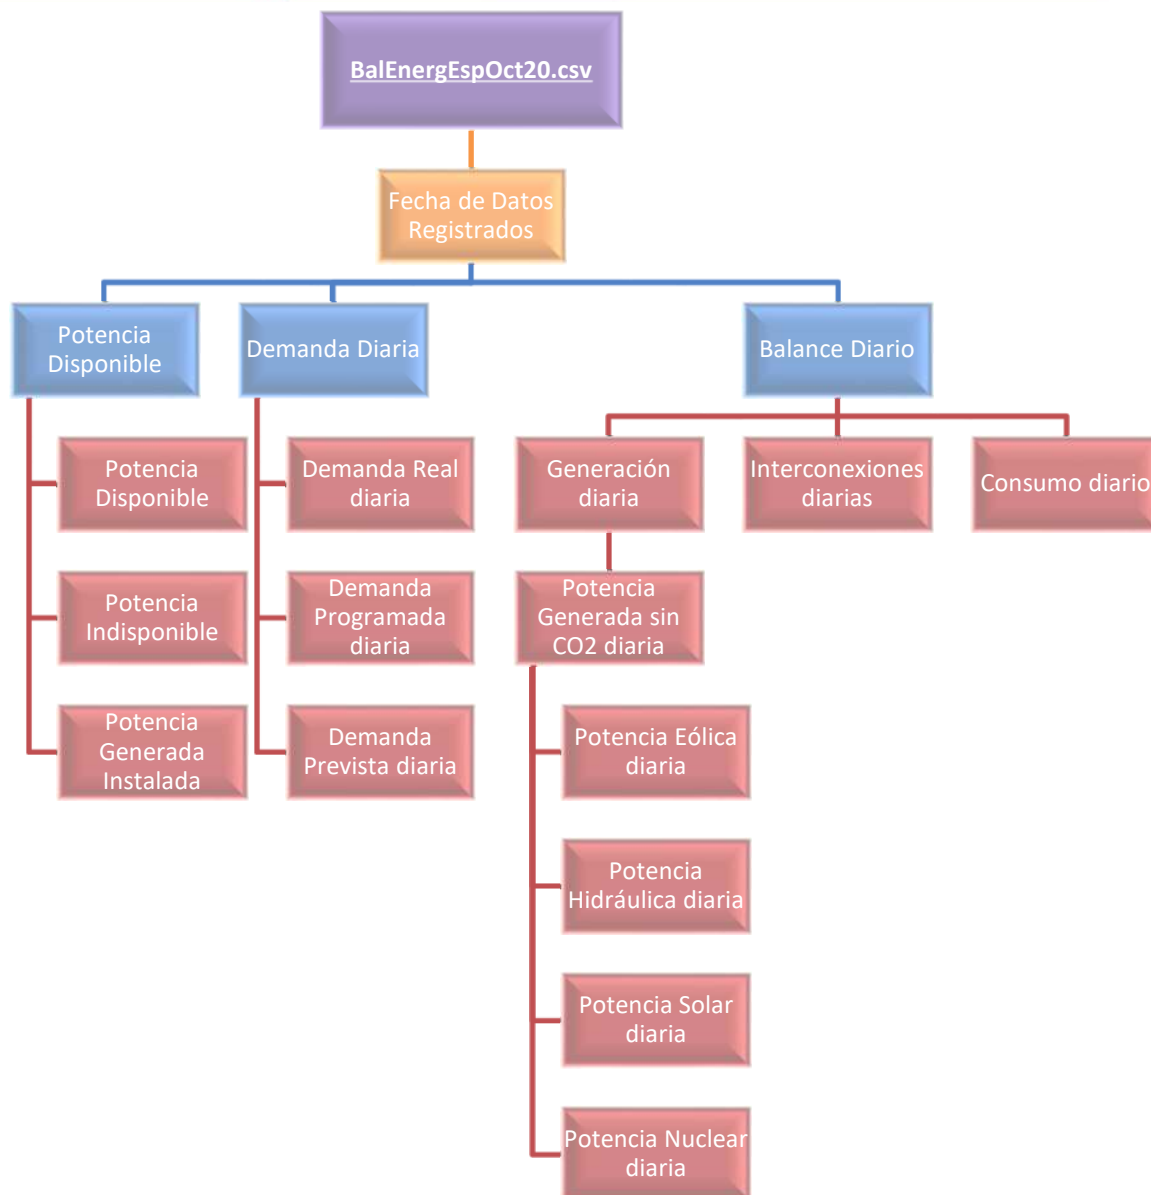 BalEnergEspOct20.csv
Fecha de Datos
Registrados
Potencia
Disponible
Demanda Diaria
Balance Diario
Potencia
Disponible
Demanda Real
diaria
Generación
diaria
Interconexiones
diarias
Consumo diario
Potencia
Indisponible
Demanda
Programada
diaria
Potencia
Generada sin
CO2 diaria
Potencia
Generada
Instalada
Demanda
Prevista diaria
Potencia Eólica
diaria
Potencia
Hidráulica diaria
Potencia Solar
diaria
Potencia Nuclear
diaria